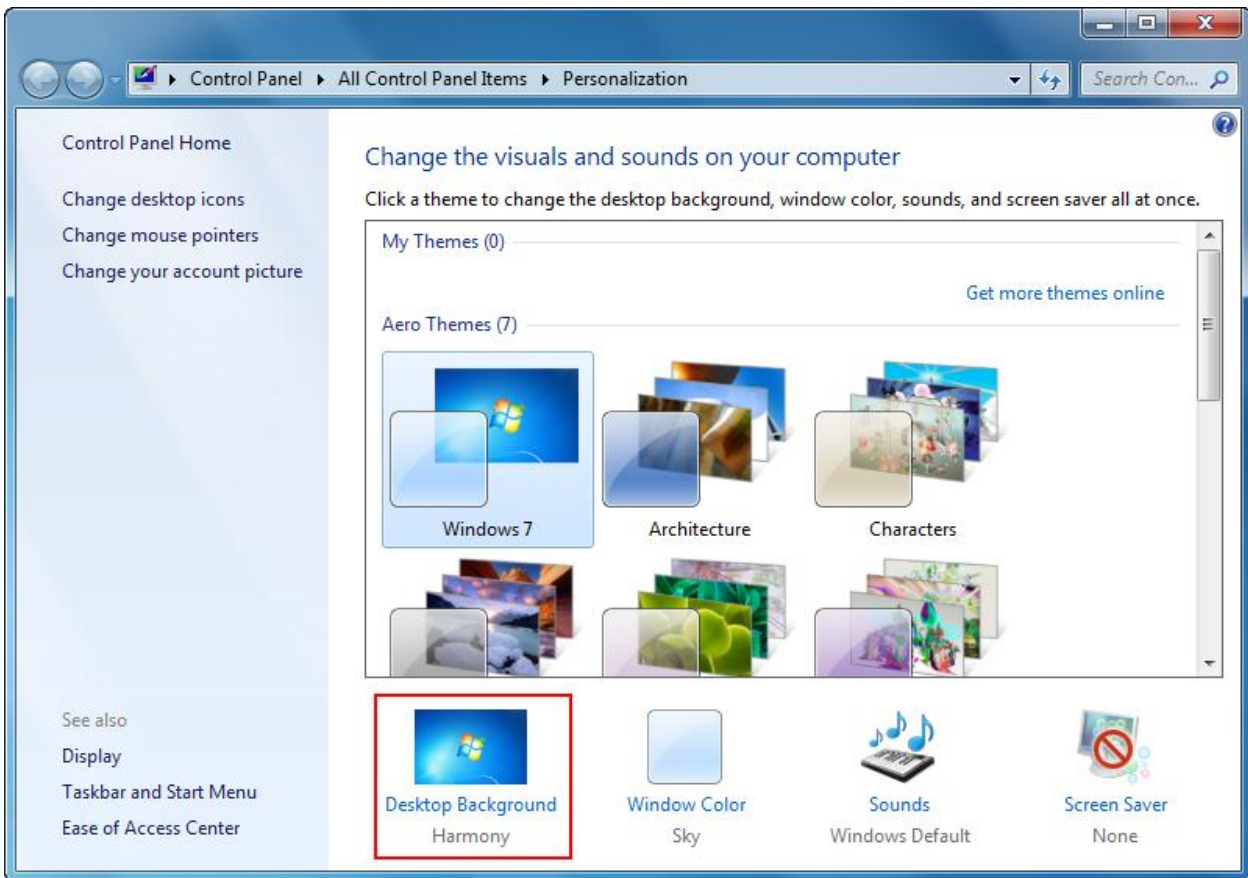 Control Panel ▸ All Control Panel Items ▸ Personalization
Search Con...
Control Panel Home
Change desktop icons
Change mouse pointers
Change your account picture
See also
Display
Taskbar and Start Menu
Ease of Access Center
Change the visuals and sounds on your computer
Click a theme to change the desktop background, window color, sounds, and screen saver all at once.
My Themes (0)
Get more themes online
Aero Themes (7)
Windows 7
Architecture
Characters
Desktop Background
Harmony
Window Color
Sky
Sounds
Windows Default
Screen Saver
None